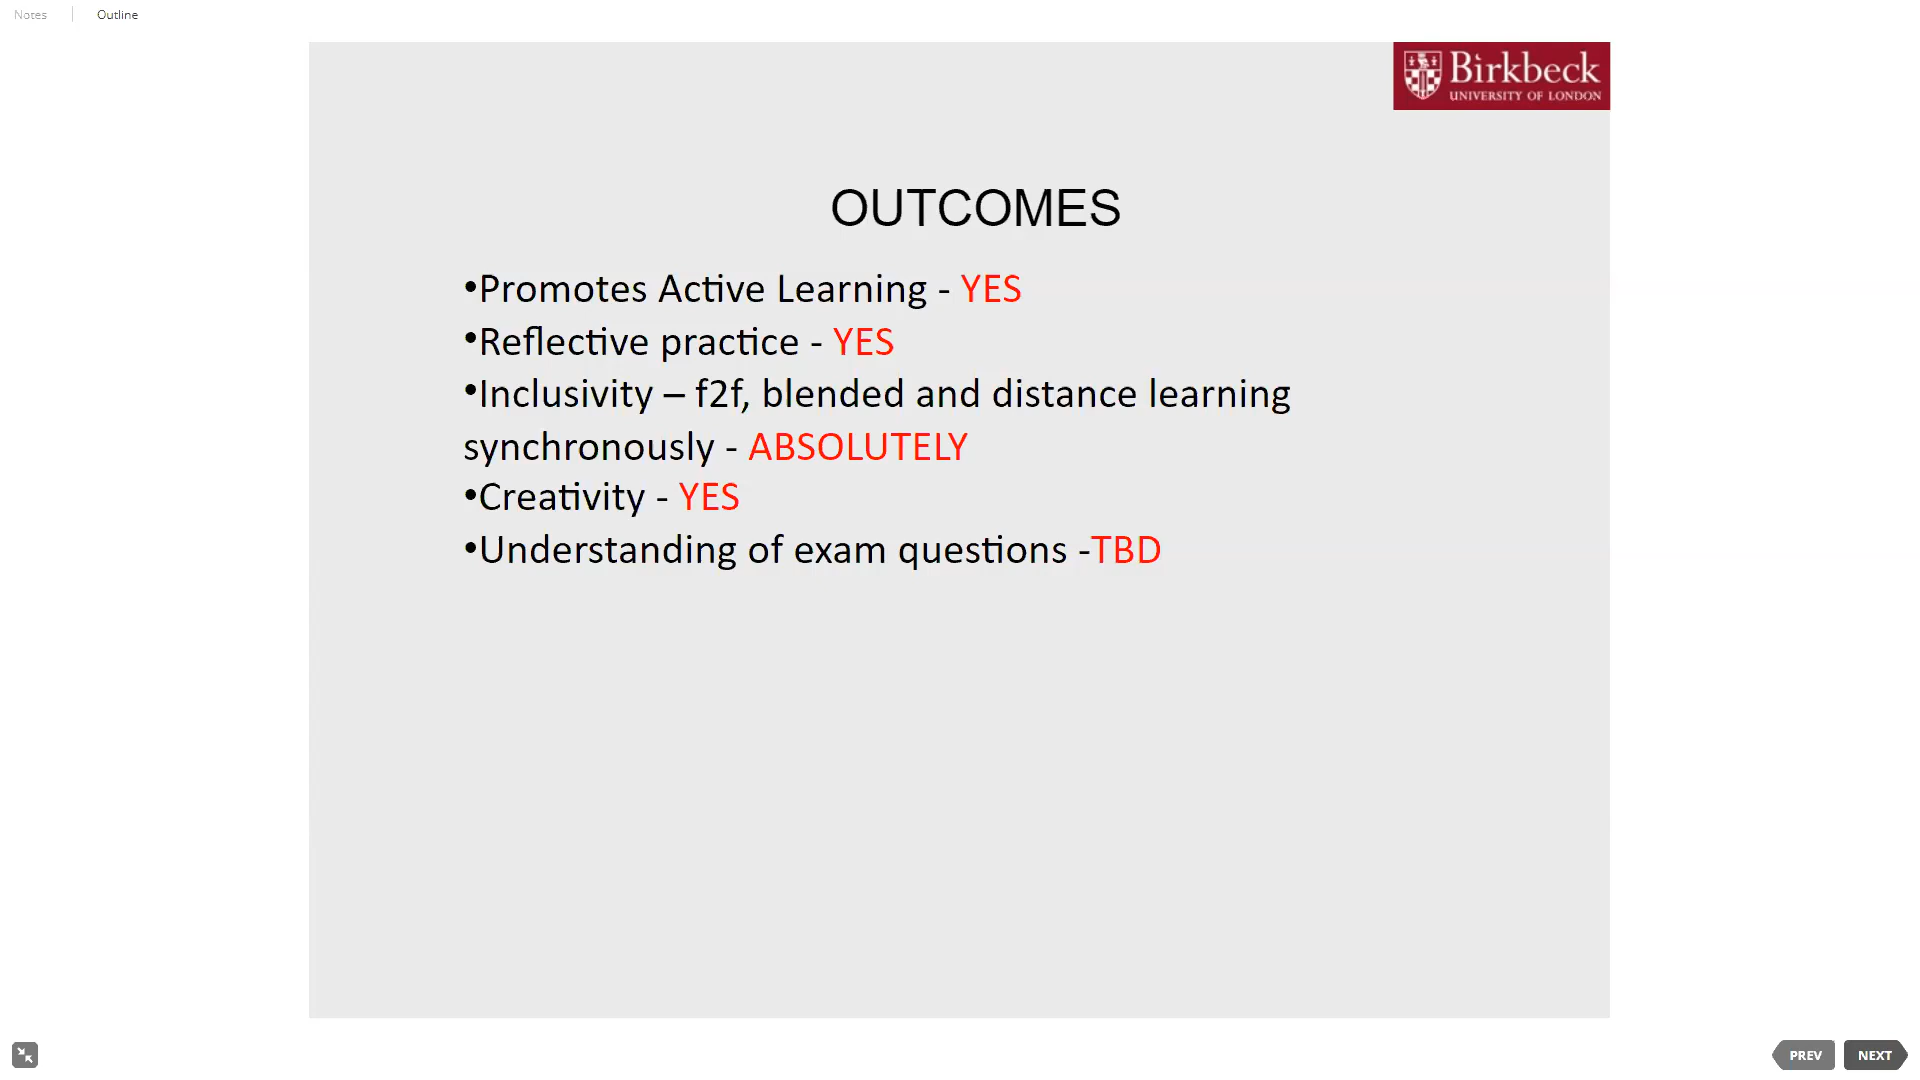 Notes
Outline
Birkbeck
UNIVERSITY OF LONDON
OUTCOMES
•Promotes Active Learning - YES
•Reflective practice - YES
•Inclusivity – f2f, blended and distance learning
synchronously - ABSOLUTELY
•Creativity - YES
•Understanding of exam questions -TBD
PREV
NEXT